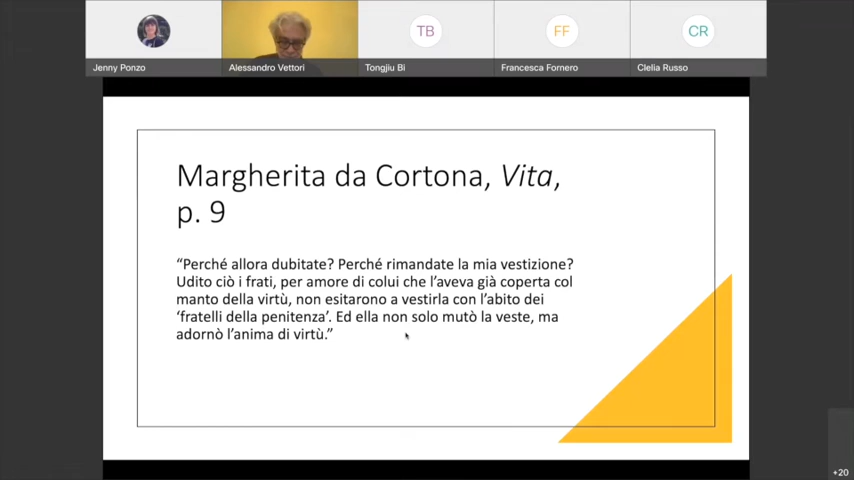 TB
FF
CR
Jenny Ponzo
Alessandro Vettori
Tongjiu Bi
Francesca Fornero
Clelia Russo
Margherita da Cortona, Vita,
p. 9
“Perché allora dubitate? Perché rimandate la mia vestizione?
Udito ciò i frati, per amore di colui che l’aveva già coperta col
manto della virtù, non esitarono a vestirla con l’abito dei
‘fratelli della penitenza’. Ed ella non solo mutò la veste, ma
adornò l’anima di virtù.”
+20